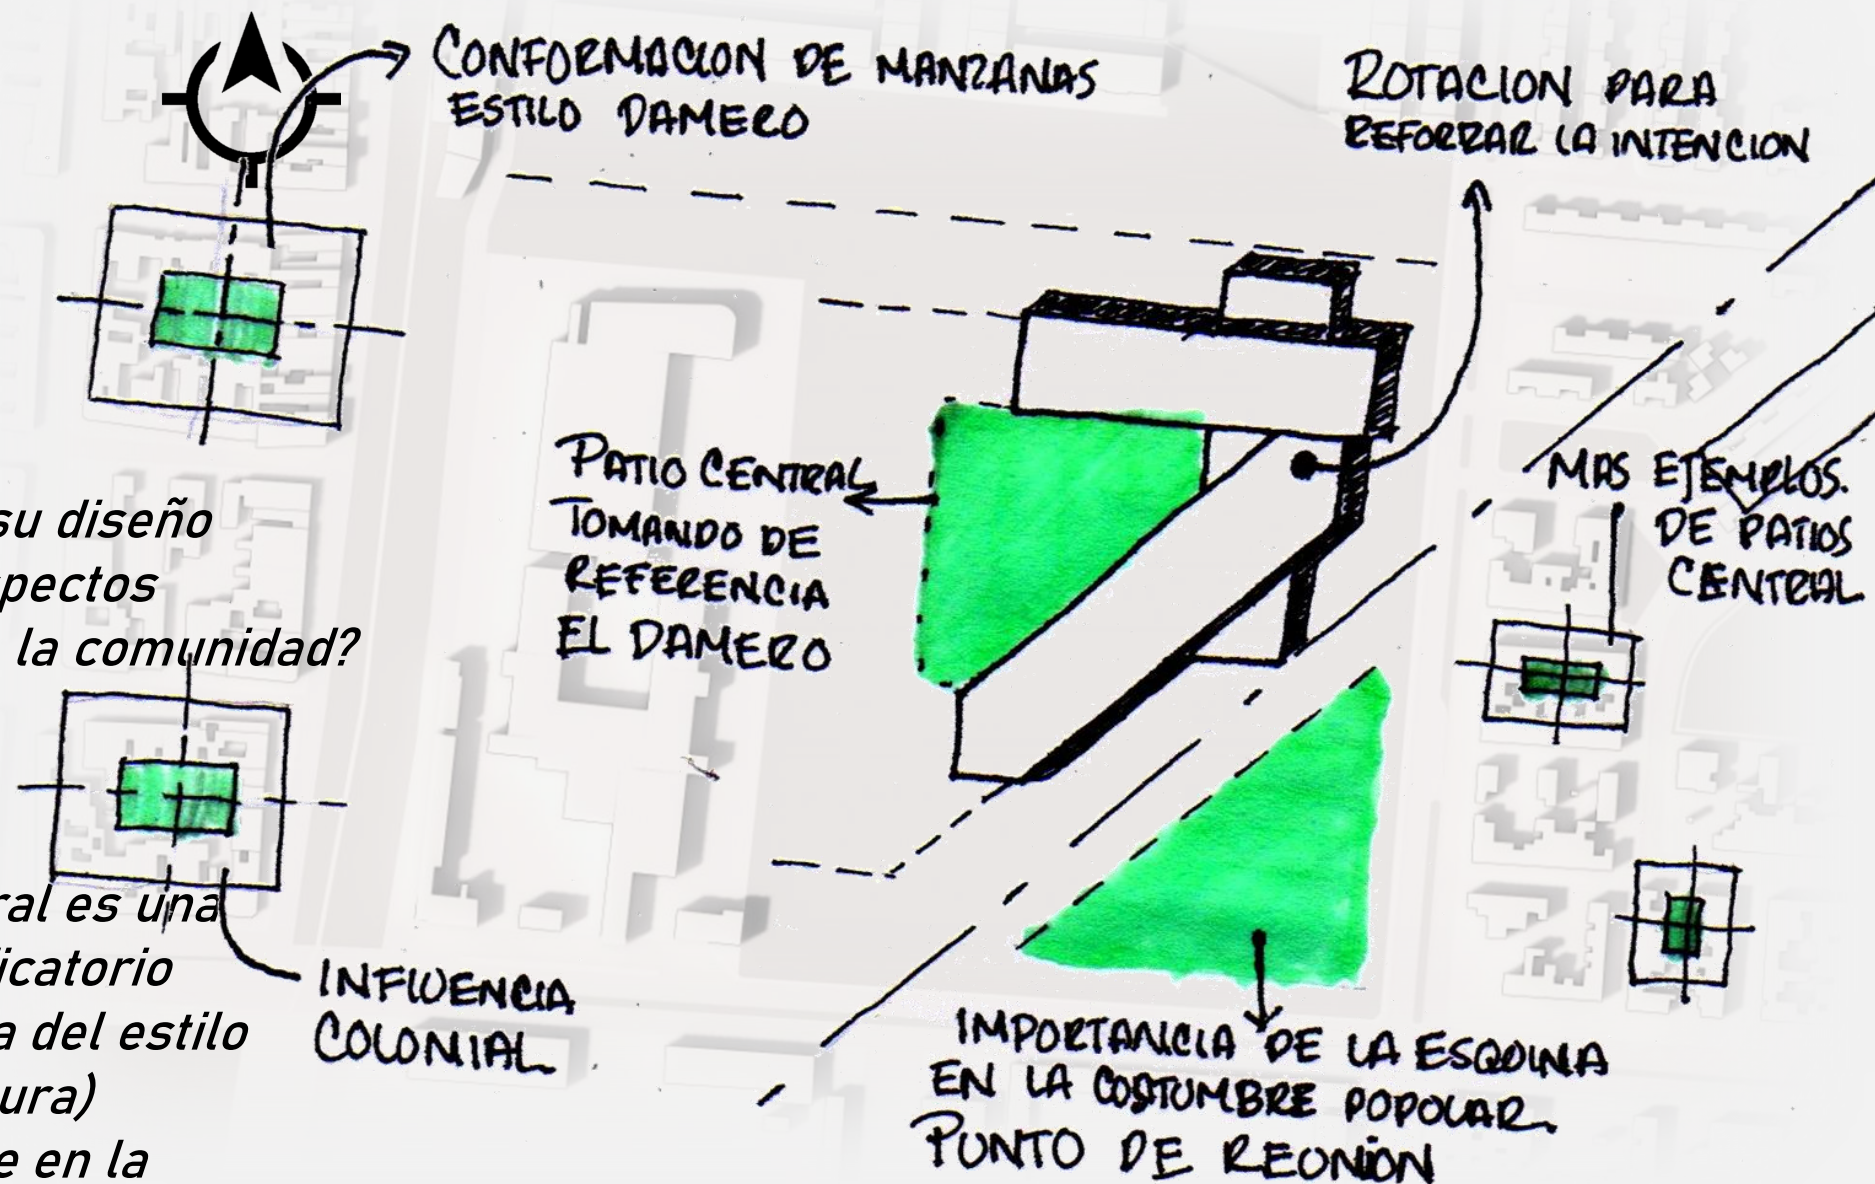 CONFORMACION DE MANZANAS
ESTILO DAMERO
ROTACION PARA
REFORZAR LA INTENCION
PATIO CENTRAL
TOMANDO DE
REFERENCIA
EL DAMERO
MAS EJEMPLOS.
DE PATIOS
CENTRAL
su diseño
pectos
la comunidad?
ral es una
licatorio
a del estilo
ura)
e en la
INFLUENCIA
COLONIAL
IMPORTANCIA DE LA ESQUINA
EN LA COSTUMBRE POPULAR.
PUNTO DE REUNIÓN